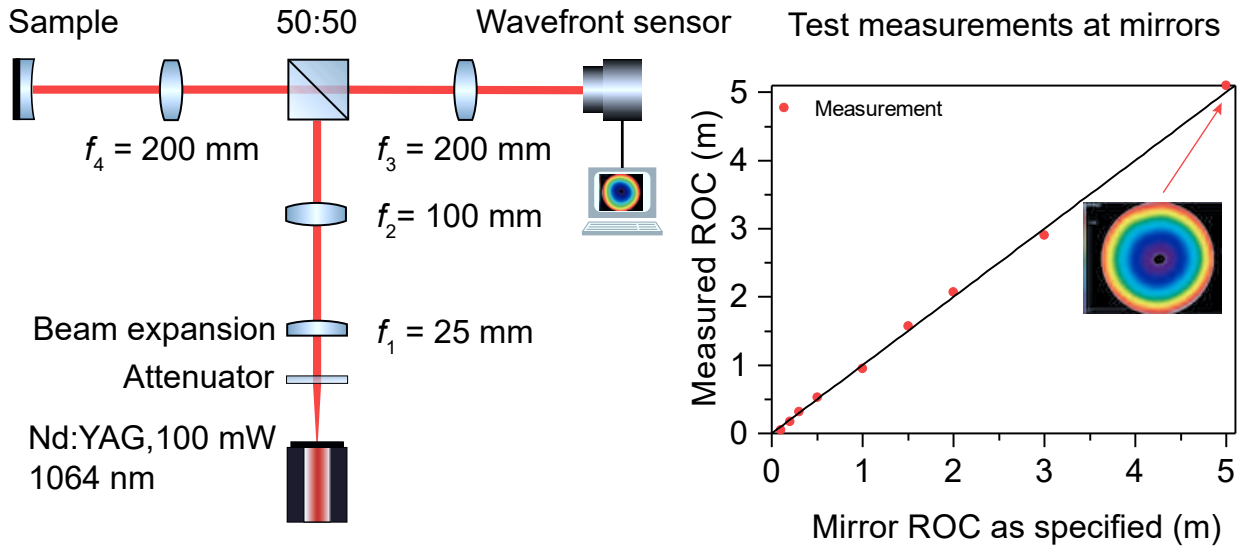 Sample
50:50
Wavefront sensor
f4 = 200 mm
f3 = 200 mm
f2= 100 mm
Beam expansion
f1 = 25 mm
Attenuator
Nd:YAG,100 mW
1064 nm
Test measurements at mirrors
Measurement
Measured ROC (m)
5
4
3
2
1
0
0
1
2
3
4
5
Mirror ROC as specified (m)